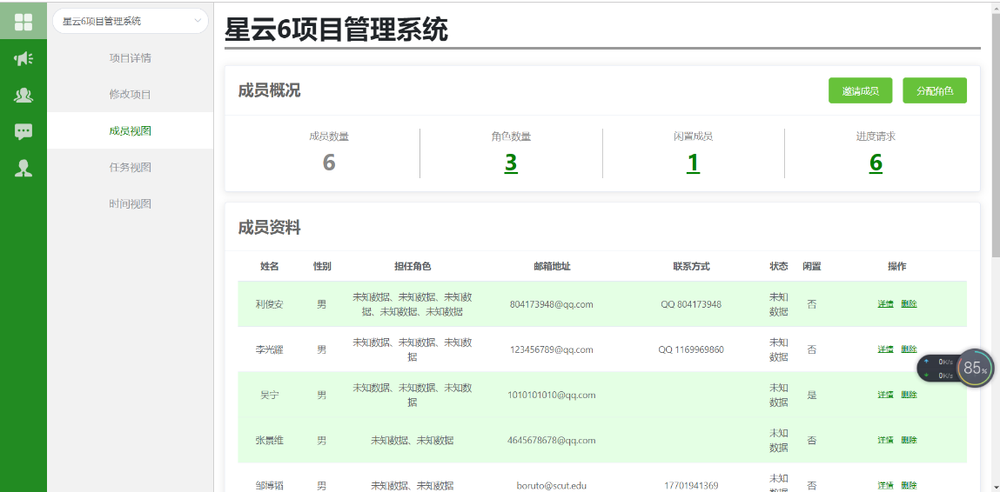 星云6项目管理系统
项目详情
修改项目
成员视图
任务视图
时间视图
星云6项目管理系统
成员概况
邀请成员 分配角色
成员数量 角色数量 闲置成员 进度请求
6 3 1 6
成员资料
姓名 性别 担任角色 邮箱地址 联系方式 状态 闲置 操作
利俊安 男 未知数据、未知数据、未知数据、未知数据、未知数据 804173948@qq.com QQ 804173948 未知数据 否 详情 删除
李光耀 男 未知数据、未知数据、未知数据 123456789@qq.com QQ 1169969860 未知数据 否 详情 删除
吴宁 男 未知数据、未知数据、未知数据 1010101010@qq.com 未知数据 是 详情 删除
张景维 男 未知数据、未知数据 4645678678@qq.com 未知数据 否 详情 删除
邹博韬 男 未知数据、未知数据 boruto@scut.edu 17701941369 未知数据 否 详情 删除
0K/s
0K/s
85%